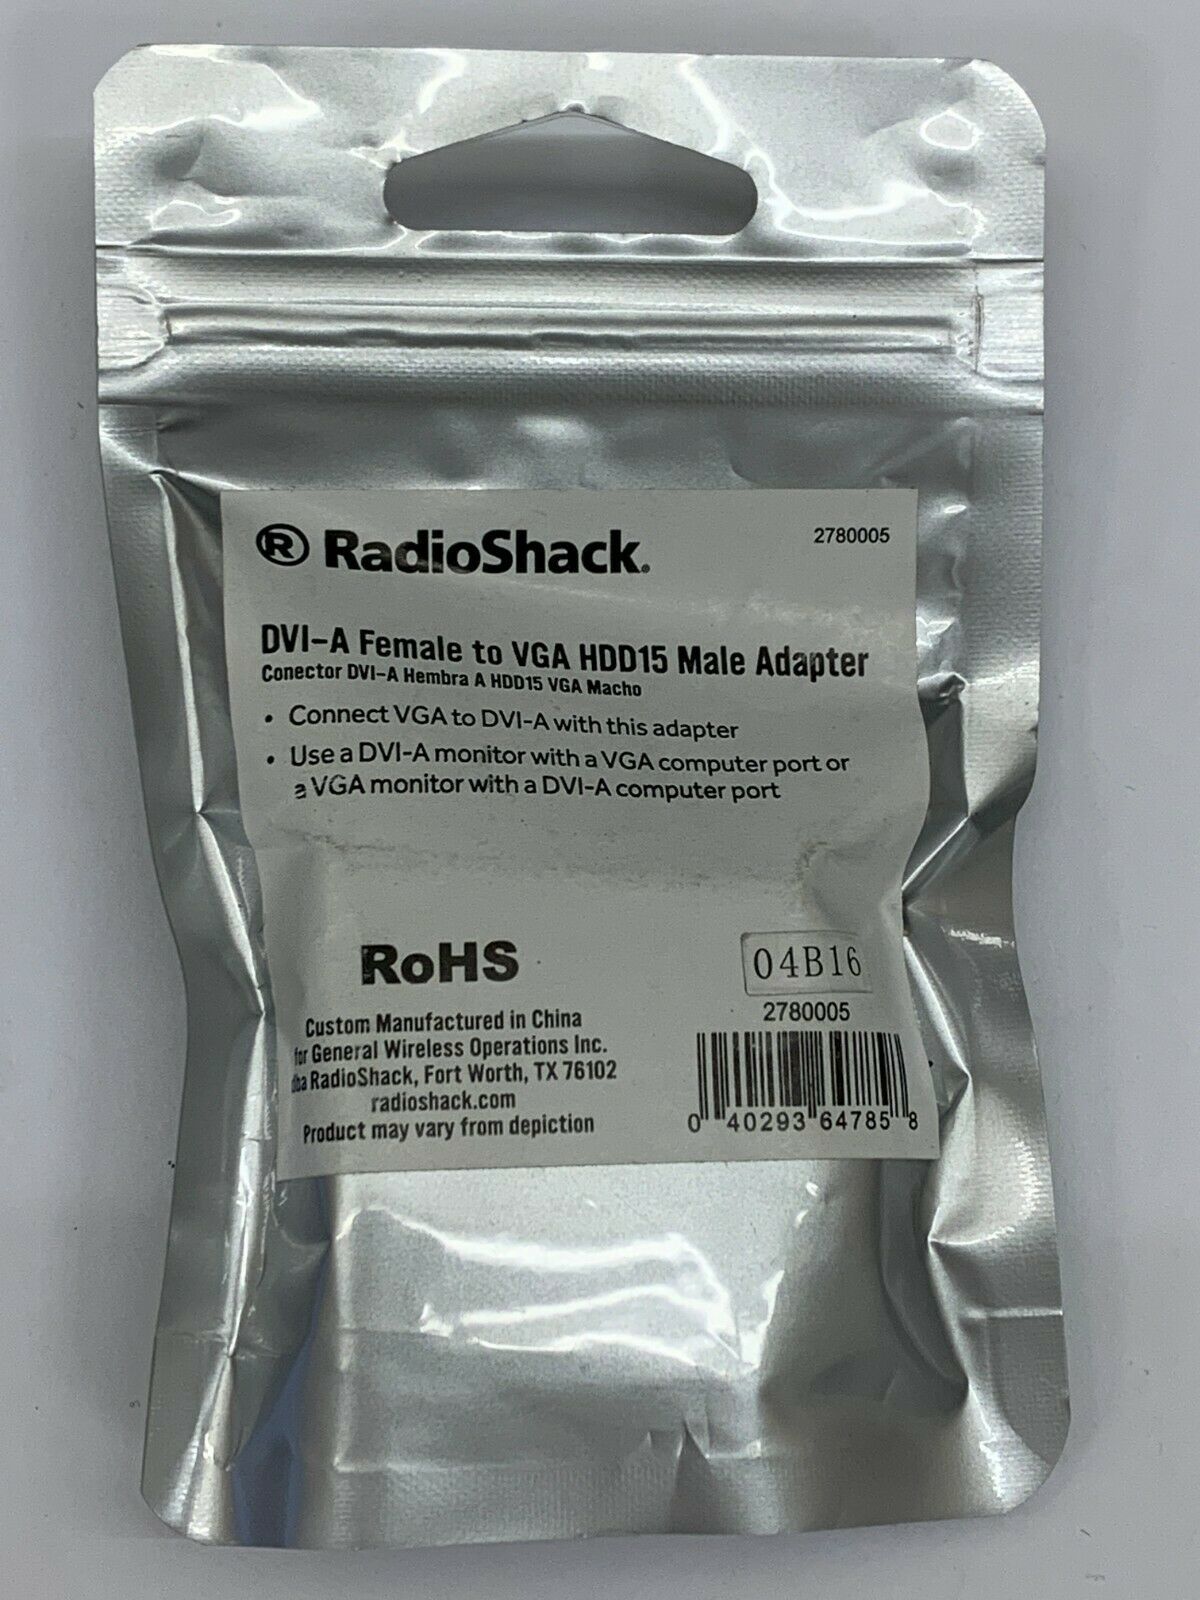 ® RadioShack.
2780005
DVI-A Female to VGA HDD15 Male Adapter
Conector DVI-A Hembra A HDD15 VGA Macho
• Connect VGA to DVI-A with this adapter
• Use a DVI-A monitor with a VGA computer port or
a VGA monitor with a DVI-A computer port
RoHS
04B16
2780005
Custom Manufactured in China
for General Wireless Operations Inc.
dba RadioShack, Fort Worth, TX 76102
radioshack.com
Product may vary from depiction
0 40293 64785 8